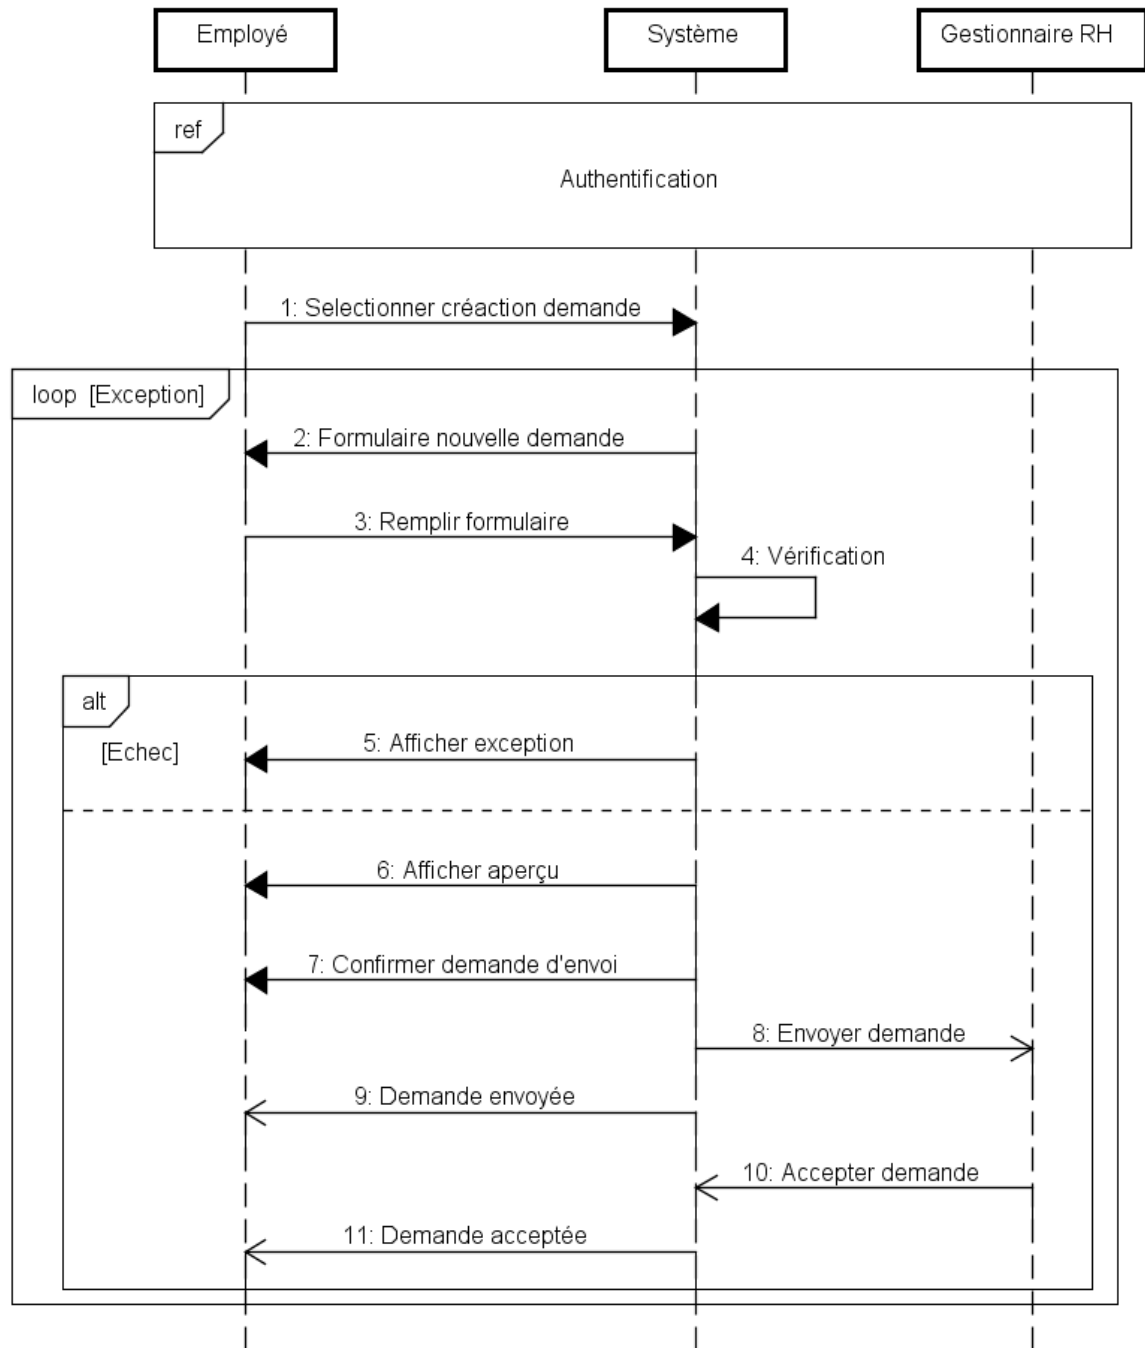 Employé
Système
Gestionnaire RH
ref
Authentification
1: Selectionner créaction demande
loop [Exception]
2: Formulaire nouvelle demande
3: Remplir formulaire
4: Vérification
alt
5: Afficher exception
[Echec]
6: Afficher aperçu
7: Confirmer demande d'envoi
8: Envoyer demande
9: Demande envoyée
10: Accepter demande
11: Demande acceptée